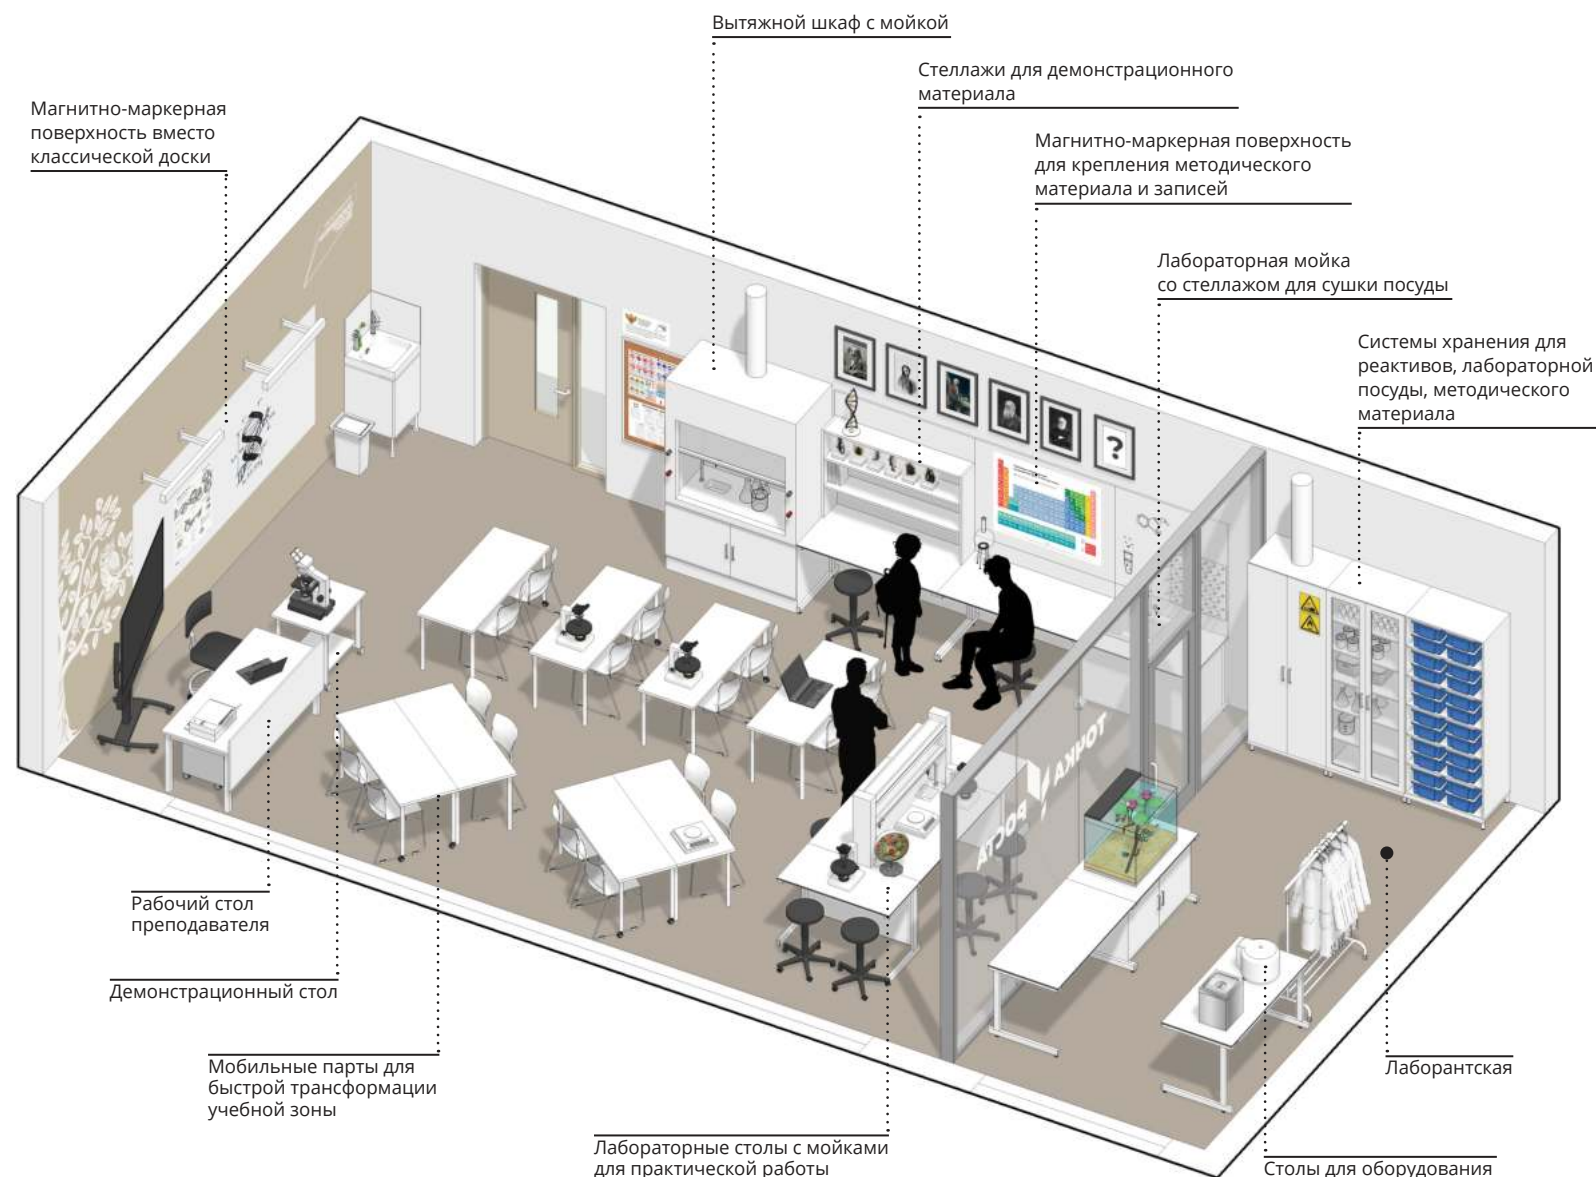 Вытяжной шкаф с мойкой
Стеллажи для демонстрационного
материала
Магнитно-маркерная
поверхность вместо
классической доски
Магнитно-маркерная поверхность
для крепления методического
материала и записей
Лабораторная мойка
со стеллажом для сушки посуды
Системы хранения для
реактивов, лабораторной
посуды, методического
материала
?
ТОЧКА
РОСТА
Рабочий стол
преподавателя
Демонстрационный стол
Мобильные парты для
быстрой трансформации
учебной зоны
Лаборантская
Лабораторные столы с мойками
для практической работы
Столы для оборудования